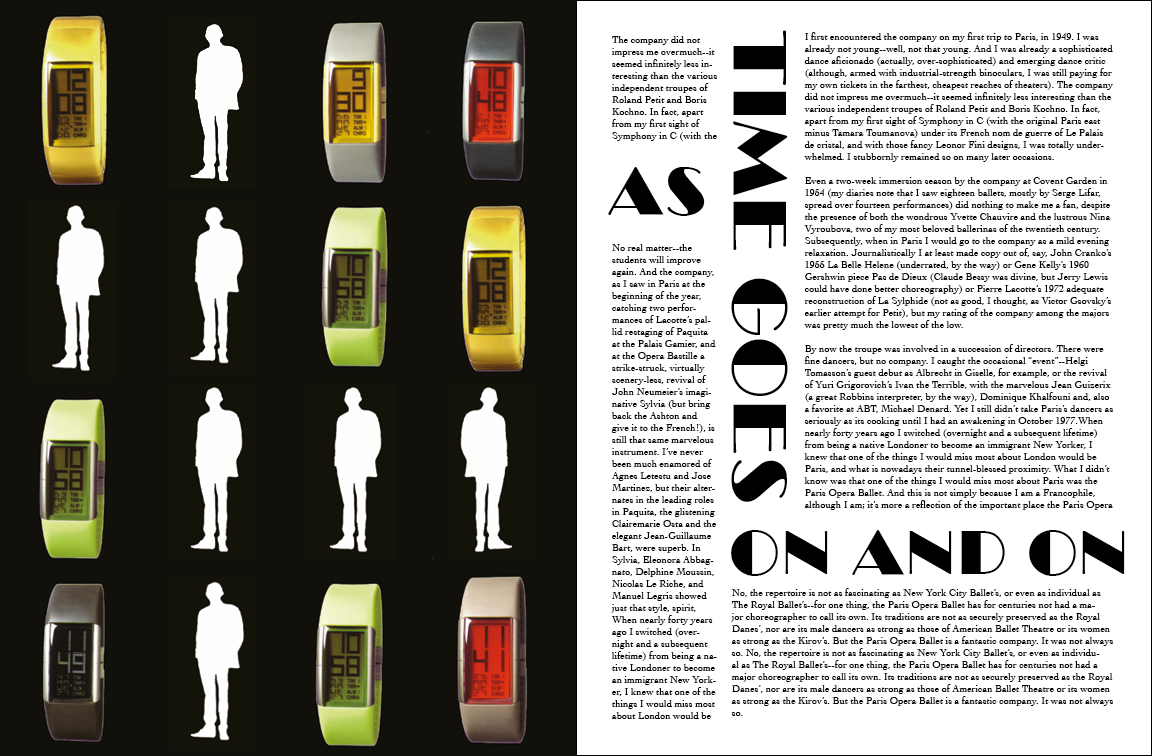 12
08
9
30
10
48
10
58
12
08
10
58
11
49
10
58
11
The company did not
impress me overmuch--it
seemed infinitely less in-
teresting than the various
independent troupes of
Roland Petit and Boris
Kochno. In fact, apart
from my first sight of
Symphony in C (with the
AS
No real matter--the
students will improve
again. And the company,
as I saw in Paris at the
beginning of the year,
catching two perfor-
mances of Lacotte's pal-
lid restaging of Paquita
at the Palais Garnier, and
at the Opera Bastille a
strike-struck, virtually
scenery-less, revival of
John Neumeier's imagi-
native Sylvia (but bring
back the Ashton and
give it to the French!), is
still that same marvelous
instrument. I've never
been much enamored of
Agnes Letestu and Jose
Martinez, but their alter-
nates in the leading roles
in Paquita, the glistening
Clairemarie Osta and the
elegant Jean-Guillaume
Bart, were superb. In
Sylvia, Eleonora Abbag-
nato, Delphine Moussin,
Nicolas Le Riche, and
Manuel Legris showed
just that style, spirit,
When nearly forty years
ago I switched (over-
night and a subsequent
lifetime) from being a na-
tive Londoner to become
an immigrant New York-
er, I knew that one of the
things I would miss most
about London would be
TIME GOES
I first encountered the company on my first trip to Paris, in 1949. I was
already not young--well, not that young. And I was already a sophisticated
dance aficionado (actually, over-sophisticated) and emerging dance critic
(although, armed with industrial-strength binoculars, I was still paying for
my own tickets in the farthest, cheapest reaches of theaters). The company
did not impress me overmuch--it seemed infinitely less interesting than the
various independent troupes of Roland Petit and Boris Kochno. In fact,
apart from my first sight of Symphony in C (with the original Paris east
minus Tamara Toumanova) under its French nom de guerre of Le Palais
de cristal, and with those fancy Leonor Fini designs, I was totally under-
whelmed. I stubbornly remained so on many later occasions.
Even a two-week immersion season by the company at Covent Garden in
1954 (my diaries note that I saw eighteen ballets, mostly by Serge Lifar,
spread over fourteen performances) did nothing to make me a fan, despite
the presence of both the wondrous Yvette Chauvire and the lustrous Nina
Vyroubova, two of my most beloved ballerinas of the twentieth century.
Subsequently, when in Paris I would go to the company as a mild evening
relaxation. Journalistically I at least made copy out of, say, John Cranko's
1955 La Belle Helene (underrated, by the way) or Gene Kelly's 1960
Gershwin piece Pas de Dieux (Claude Bessy was divine, but Jerry Lewis
could have done better choreography) or Pierre Lacotte's 1972 adequate
reconstruction of La Sylphide (not as good, I thought, as Victor Gsovsky's
earlier attempt for Petit), but my rating of the company among the majors
was pretty much the lowest of the low.
By now the troupe was involved in a succession of directors. There were
fine dancers, but no company. I caught the occasional "event"--Helgi
Tomasson's guest debut as Albrecht in Giselle, for example, or the revival
of Yuri Grigorovich's Ivan the Terrible, with the marvelous Jean Guizerix
(a great Robbins interpreter, by the way), Dominique Khalfouni and, also
a favorite at ABT, Michael Denard. Yet I still didn't take Paris's dancers as
seriously as its cooking until I had an awakening in October 1977.When
nearly forty years ago I switched (overnight and a subsequent lifetime)
from being a native Londoner to become an immigrant New Yorker, I
knew that one of the things I would miss most about London would be
Paris, and what is nowadays their tunnel-blessed proximity. What I didn't
know was that one of the things I would miss most about Paris was the
Paris Opera Ballet. And this is not simply because I am a Francophile,
although I am; it's more a reflection of the important place the Paris Opera
ON AND ON
No, the repertoire is not as fascinating as New York City Ballet's, or even as individual as
The Royal Ballet's--for one thing, the Paris Opera Ballet has for centuries not had a ma-
jor choreographer to call its own. Its traditions are not as securely preserved as the Royal
Danes', nor are its male dancers as strong as those of American Ballet Theatre or its women
as strong as the Kirov's. But the Paris Opera Ballet is a fantastic company. It was not always
so. No, the repertoire is not as fascinating as New York City Ballet's, or even as individu-
al as The Royal Ballet's--for one thing, the Paris Opera Ballet has for centuries not had a
major choreographer to call its own. Its traditions are not as securely preserved as the Royal
Danes', nor are its male dancers as strong as those of American Ballet Theatre or its women
as strong as the Kirov's. But the Paris Opera Ballet is a fantastic company. It was not always
so.